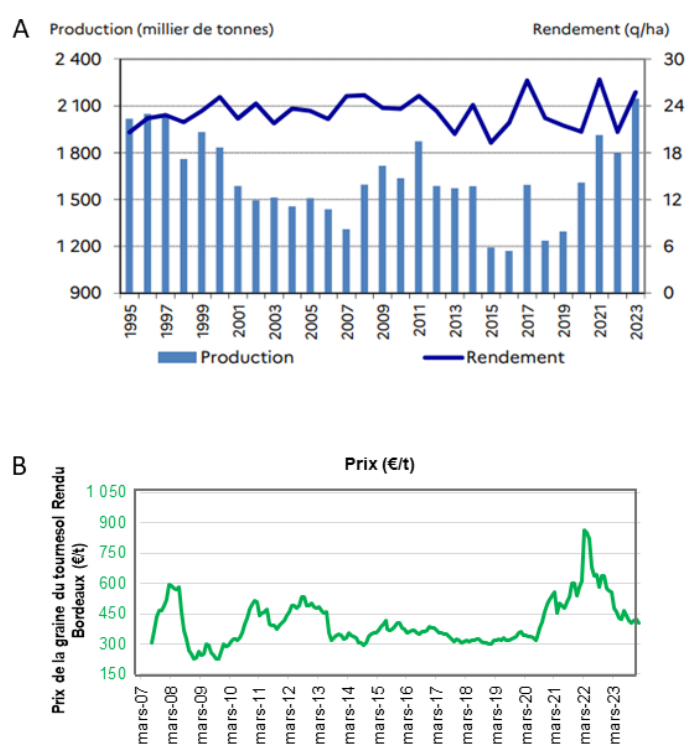 A
Production (millier de tonnes)
Rendement (q/ha)
2 400
2 100
1 800
1 500
1 200
900
30
24
18
12
6
0
1995
1997
1999
2001
2003
2005
2007
2009
2011
2013
2015
2017
2019
2021
2023
Production
Rendement
B
Prix (€/t)
Prix de la graine du tournesol Rendu
Bordeaux (€/t)
1 050
900
750
600
450
300
150
mars-07
mars-08
mars-09
mars-10
mars-11
mars-12
mars-13
mars-14
mars-15
mars-16
mars-17
mars-18
mars-19
mars-20
mars-21
mars-22
mars-23